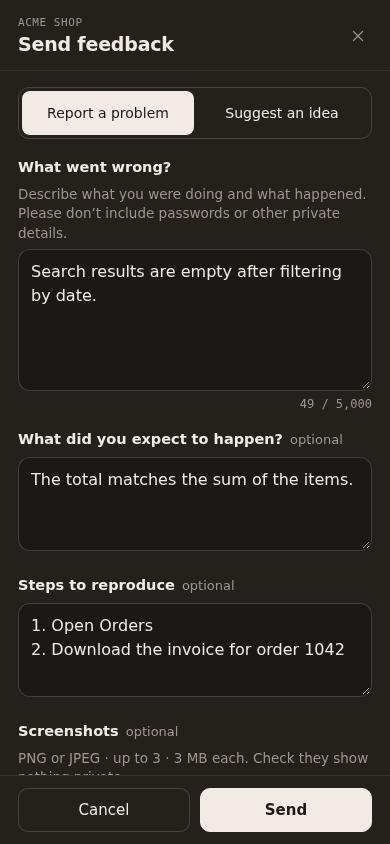 ACME SHOP
Send feedback
Report a problem
Suggest an idea
What went wrong?
Describe what you were doing and what happened.
Please don’t include passwords or other private
details.
Search results are empty after filtering
by date.
49 / 5,000
What did you expect to happen? optional
The total matches the sum of the items.
Steps to reproduce optional
1. Open Orders
2. Download the invoice for order 1042
Screenshots optional
PNG or JPEG · up to 3 · 3 MB each. Check they show
nothing private.
Cancel
Send